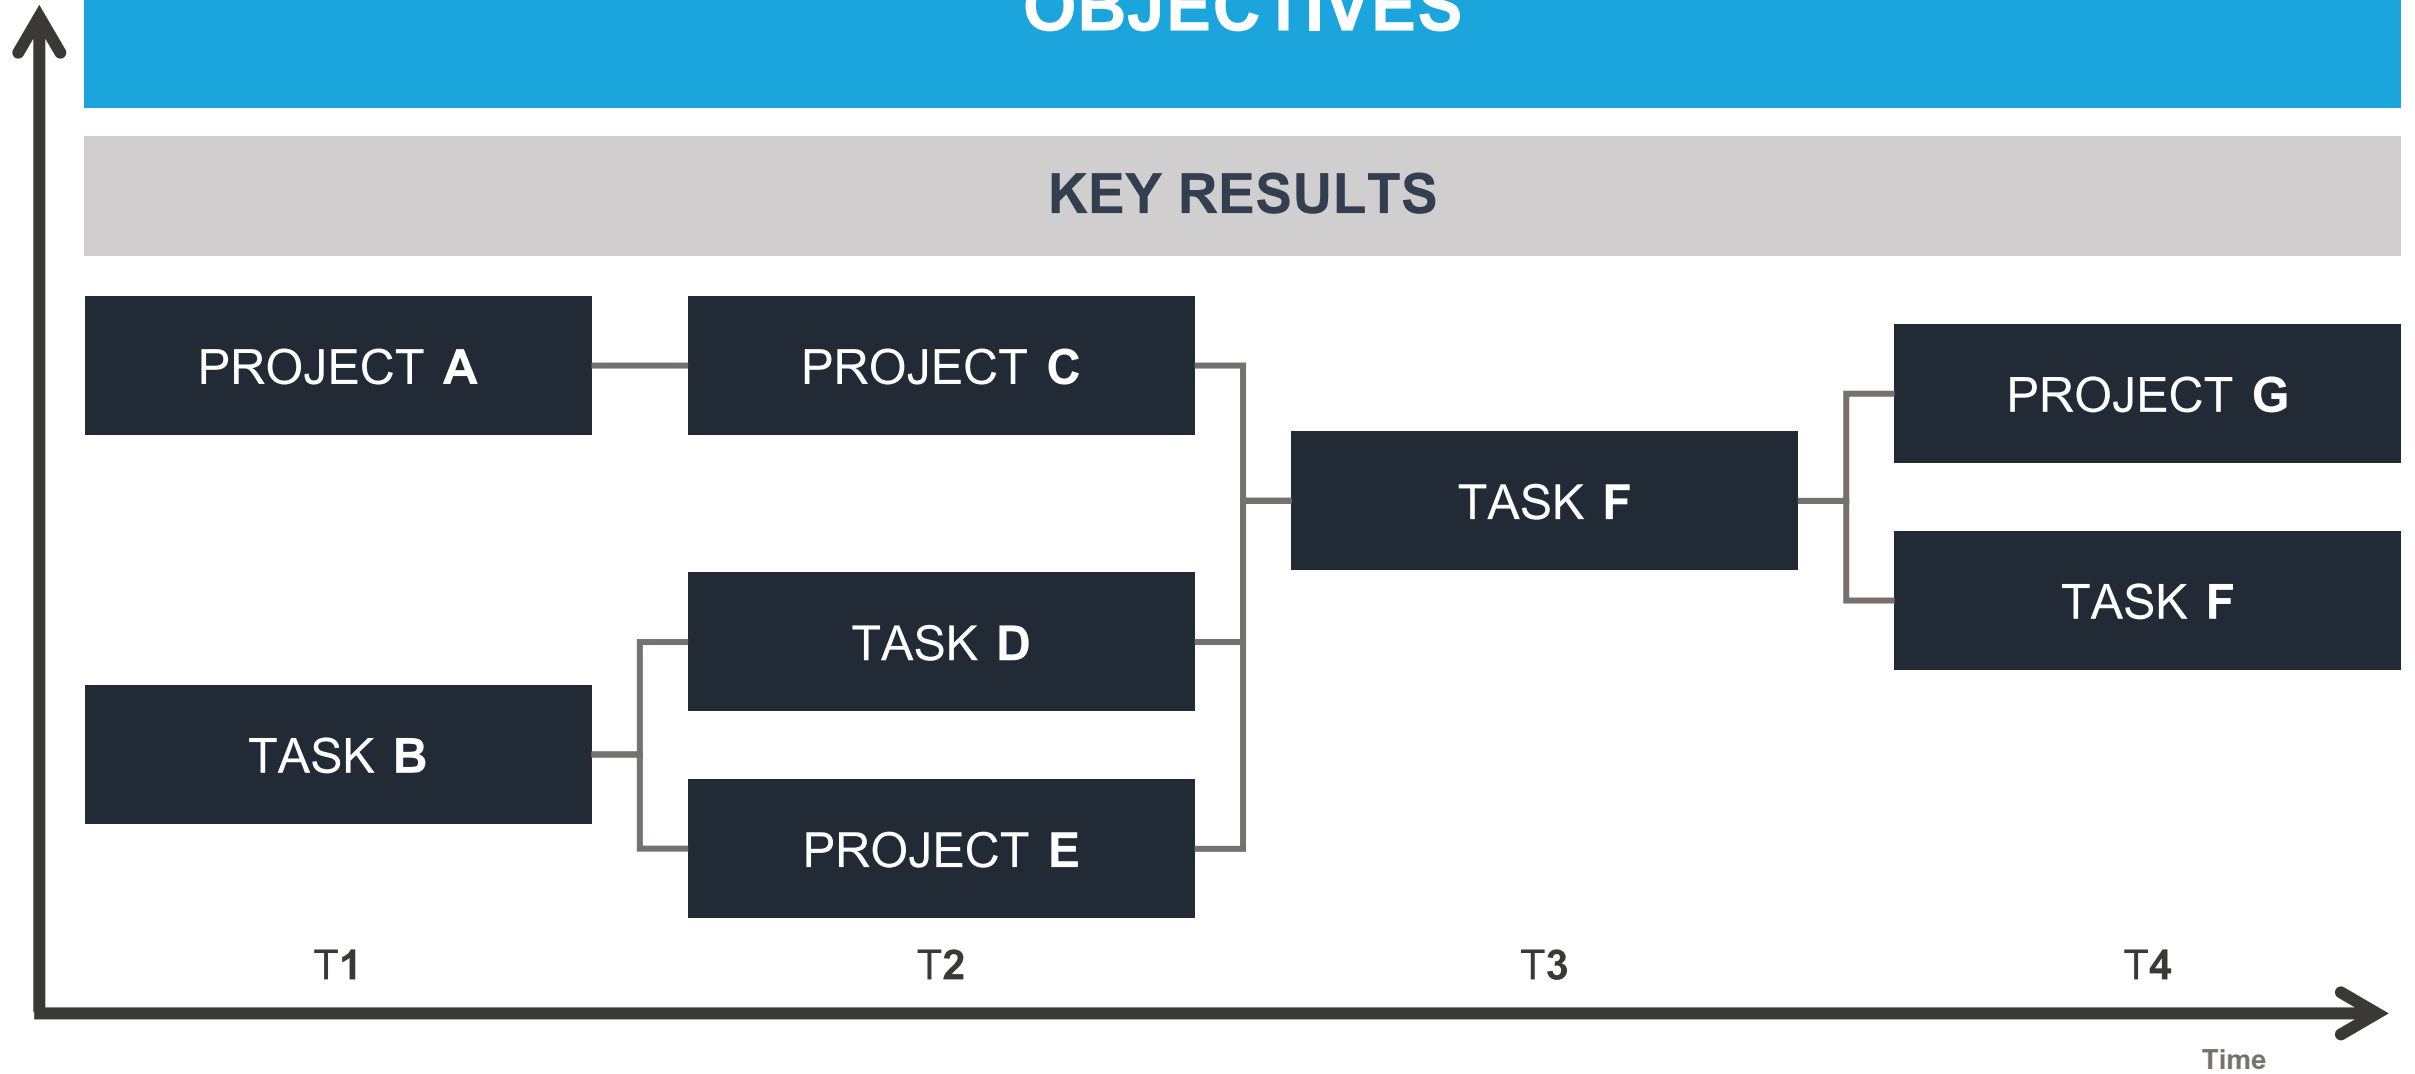 OBJECTIVES
KEY RESULTS
PROJECT A
PROJECT C
PROJECT G
TASK F
TASK F
TASK D
TASK B
PROJECT E
T1
T2
T3
T4
Time